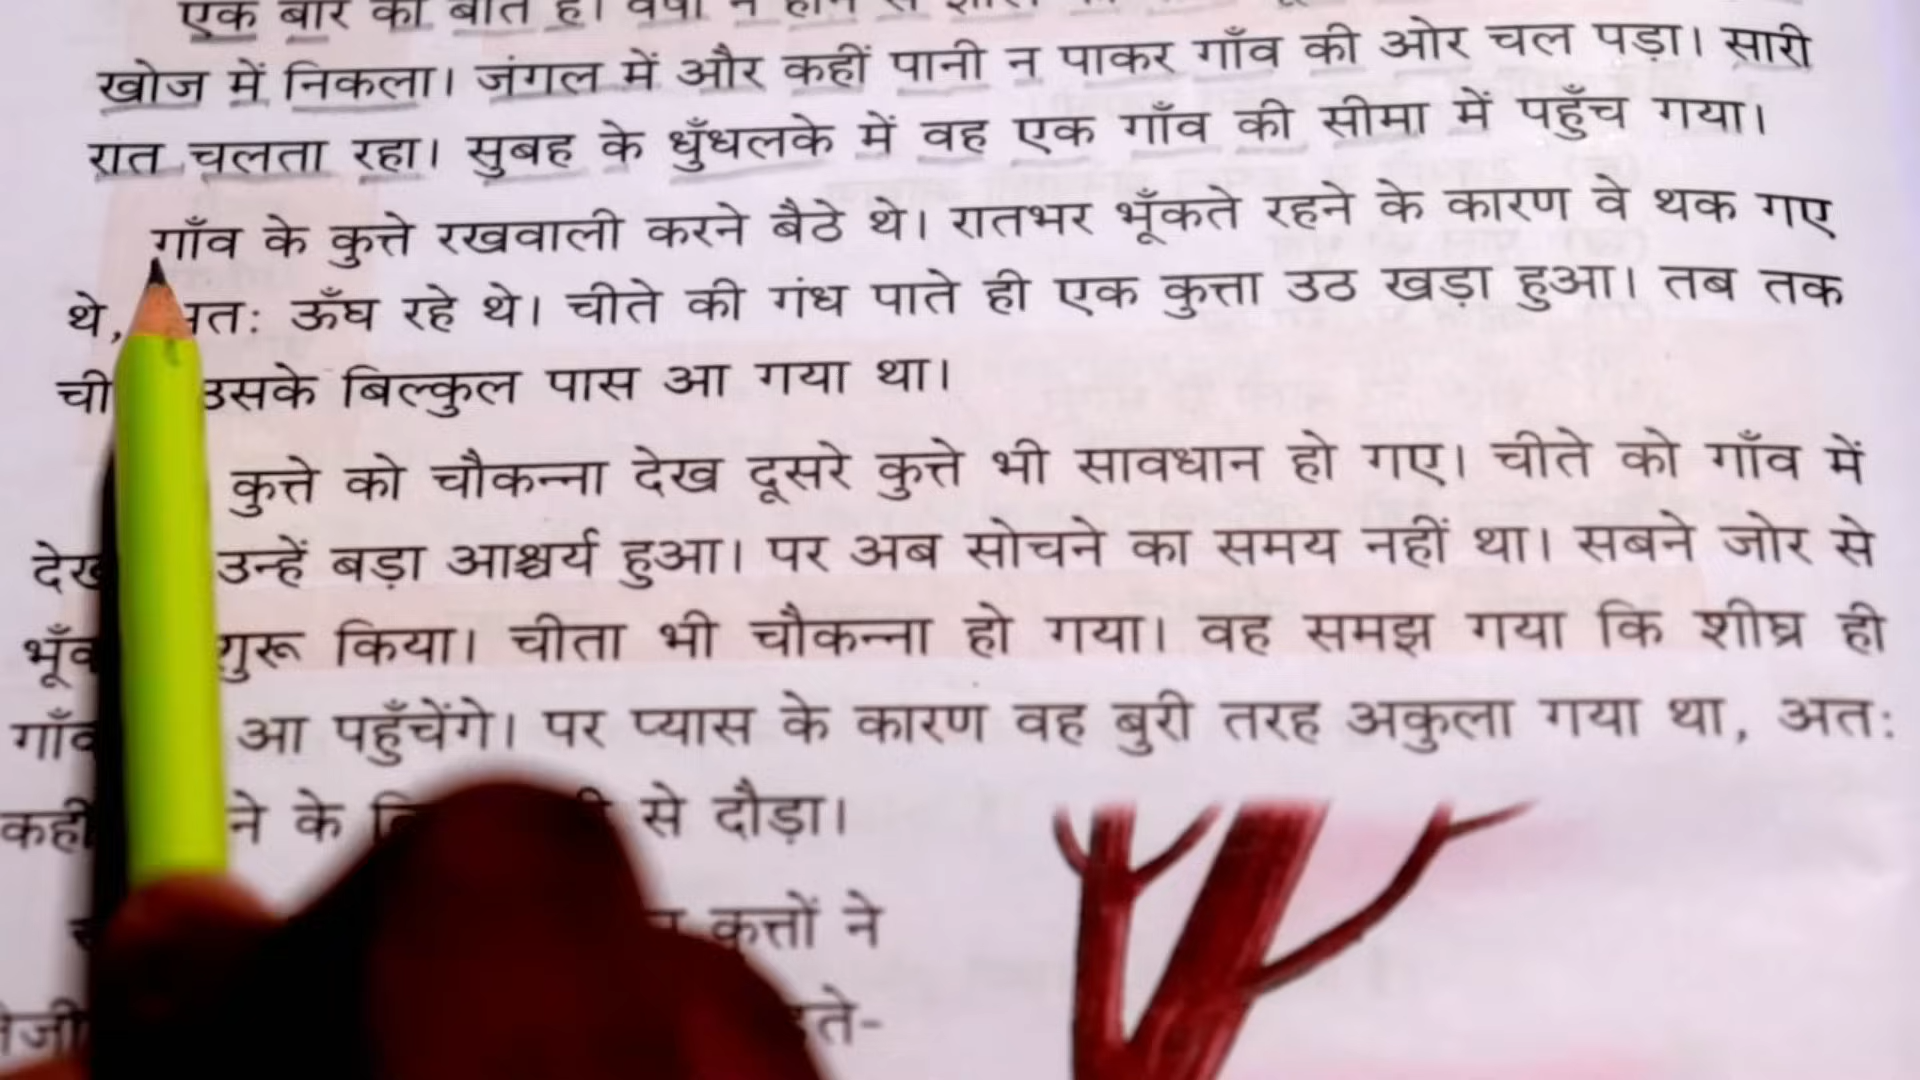 एक बार की बात है। वर्षा न होने से
खोज में निकला। जंगल में और कहीं पानी न पाकर गाँव की ओर चल पड़ा। सारी
रात चलता रहा। सुबह के धुँधलके में वह एक गाँव की सीमा में पहुँच गया।
गाँव के कुत्ते रखवाली करने बैठे थे। रातभर भूँकते रहने के कारण वे थक गए
थे, अतः ऊँघ रहे थे। चीते की गंध पाते ही एक कुत्ता उठ खड़ा हुआ। तब तक
उसके बिल्कुल पास आ गया था।
कुत्ते को चौकन्ना देख दूसरे कुत्ते भी सावधान हो गए। चीते को गाँव में
उन्हें बड़ा आश्चर्य हुआ। पर अब सोचने का समय नहीं था। सबने जोर से
शुरू किया। चीता भी चौकन्ना हो गया। वह समझ गया कि शीघ्र ही
आ पहुँचेंगे। पर प्यास के कारण वह बुरी तरह अकुला गया था, अतः
के से दौड़ा।
कुत्तों ने